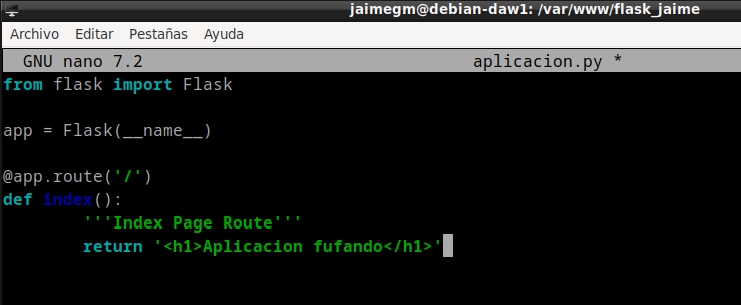 jaimegm@debian-daw1: /var/www/flask_jaime
Archivo Editar Pestañas Ayuda
GNU nano 7.2 aplicacion.py *
from flask import Flask
app = Flask(__name__)
@app.route('/')
def index():
'''Index Page Route'''
return '<h1>Aplicacion fufando</h1>'